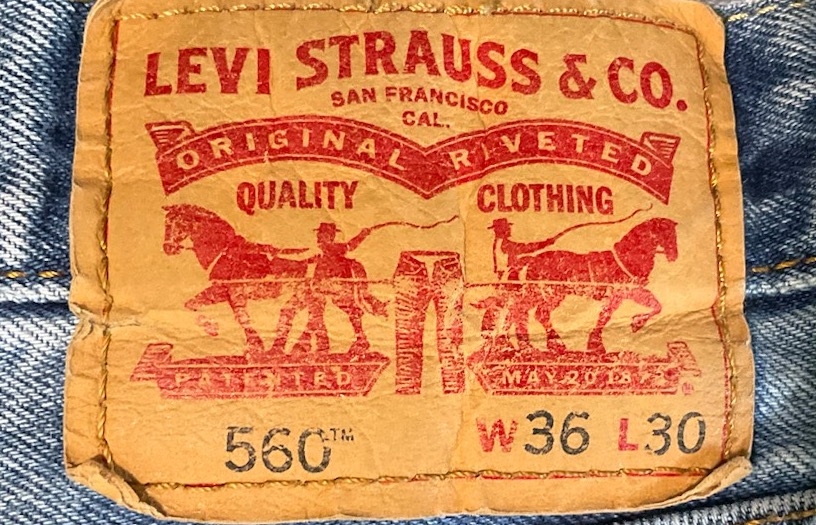 LEVI STRAUSS & CO.
SAN FRANCISCO
CAL.
ORIGINAL RIVETED
QUALITY CLOTHING
PATENTED MAY 20 1873
560™ W36 L30